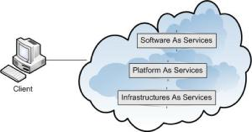 Software As Services
Platform As Services
Infrastructures As Services
Client